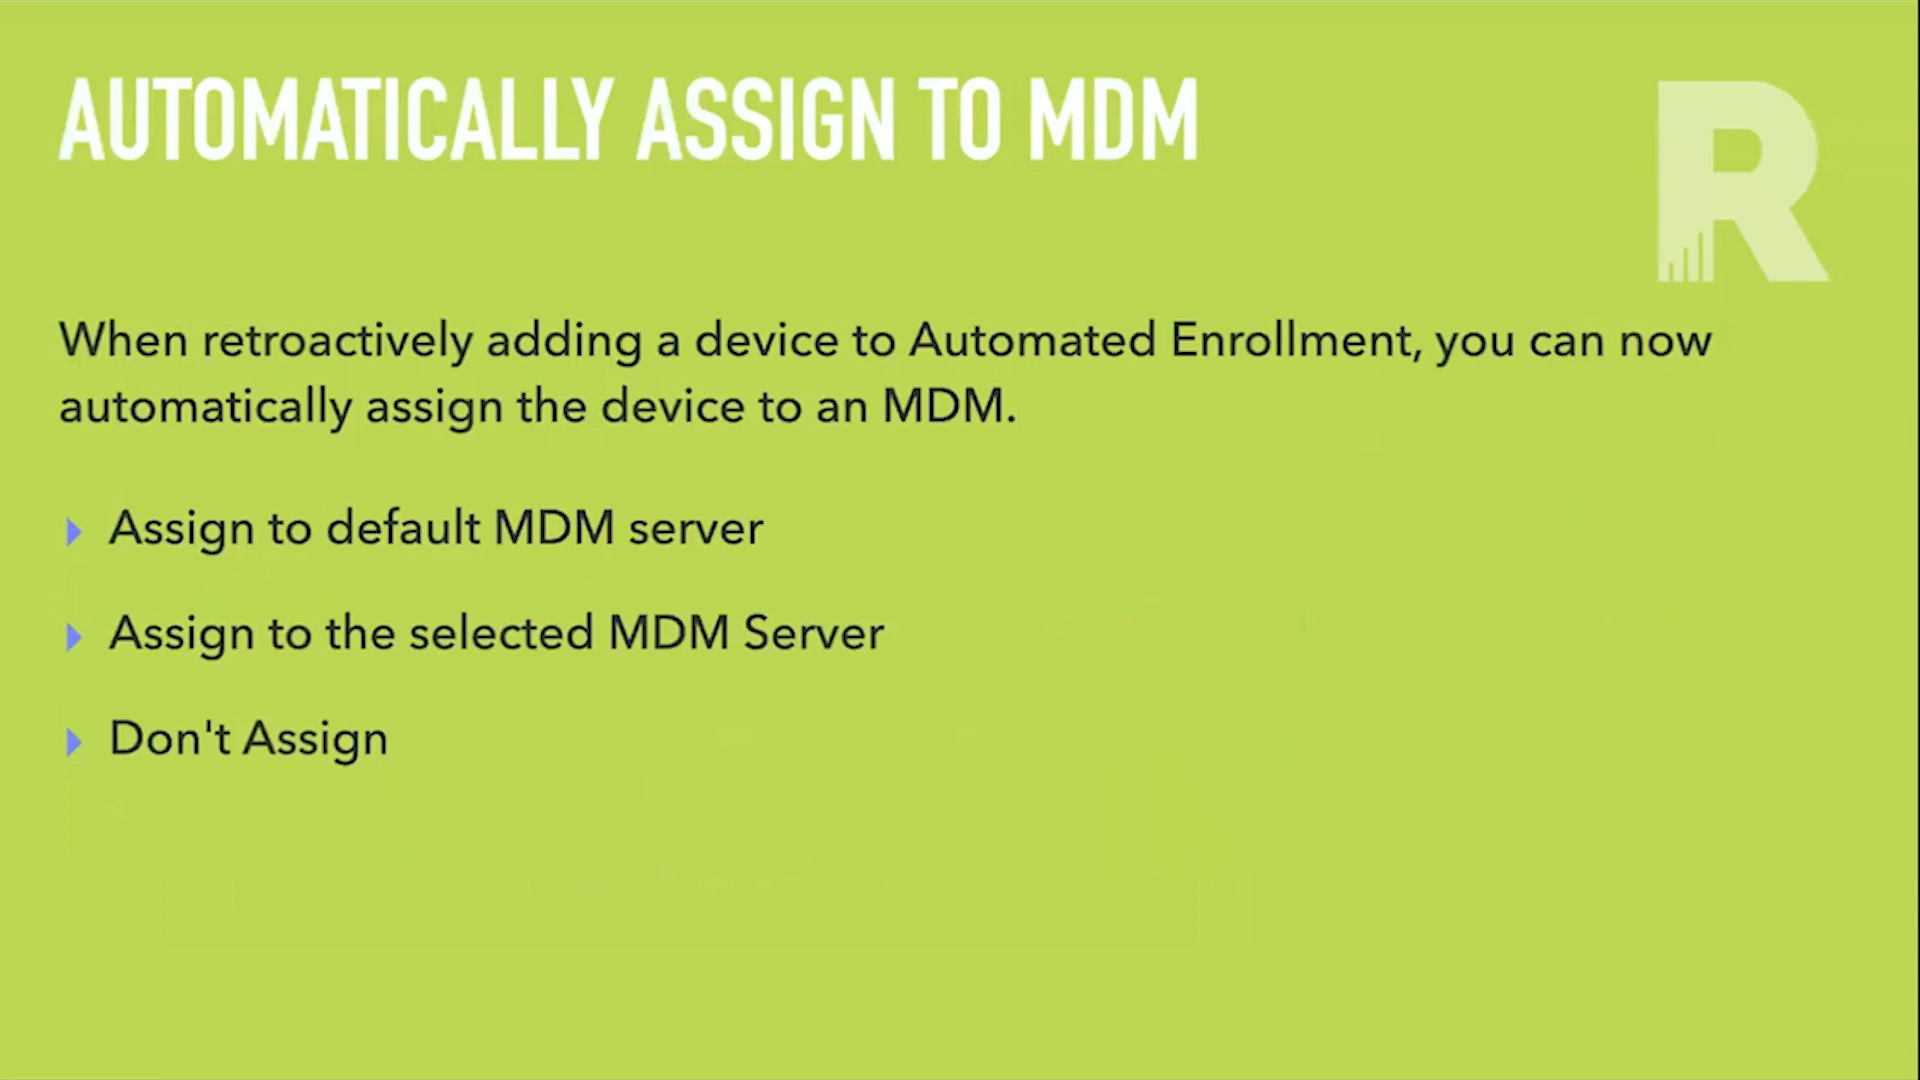 AUTOMATICALLY ASSIGN TO MDM
R
When retroactively adding a device to Automated Enrollment, you can now
automatically assign the device to an MDM.
Assign to default MDM server
Assign to the selected MDM Server
Don't Assign